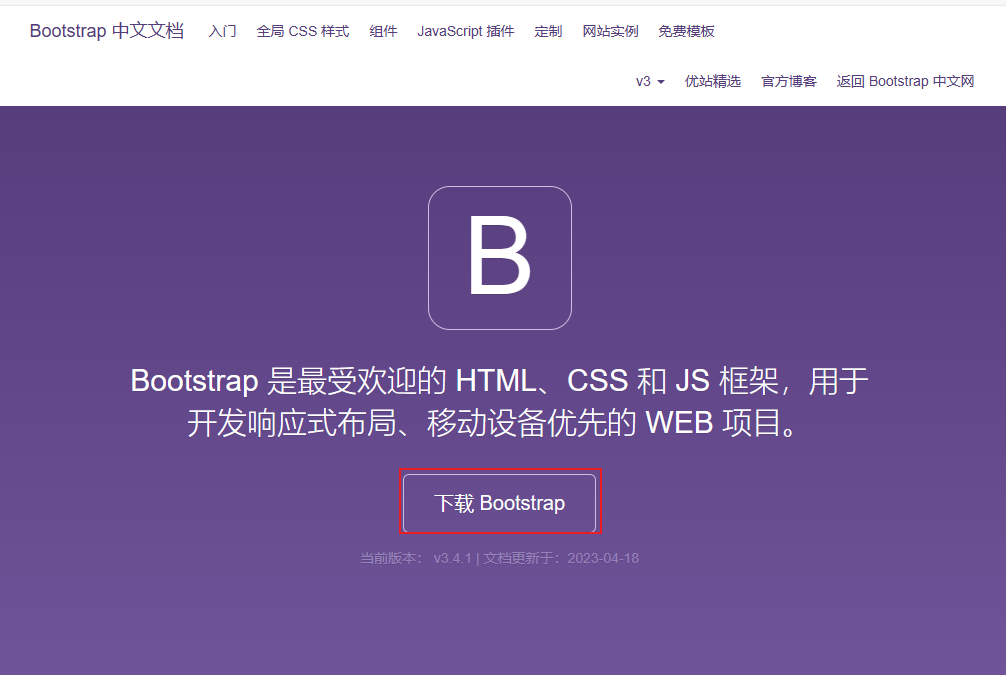 Bootstrap 中文文档 入门 全局 CSS 样式 组件 JavaScript 插件 定制 网站实例 免费模板
v3 优站精选 官方博客 返回 Bootstrap 中文网
B
Bootstrap 是最受欢迎的 HTML、CSS 和 JS 框架，用于
开发响应式布局、移动设备优先的 WEB 项目。
下载 Bootstrap
当前版本： v3.4.1 | 文档更新于：2023-04-18